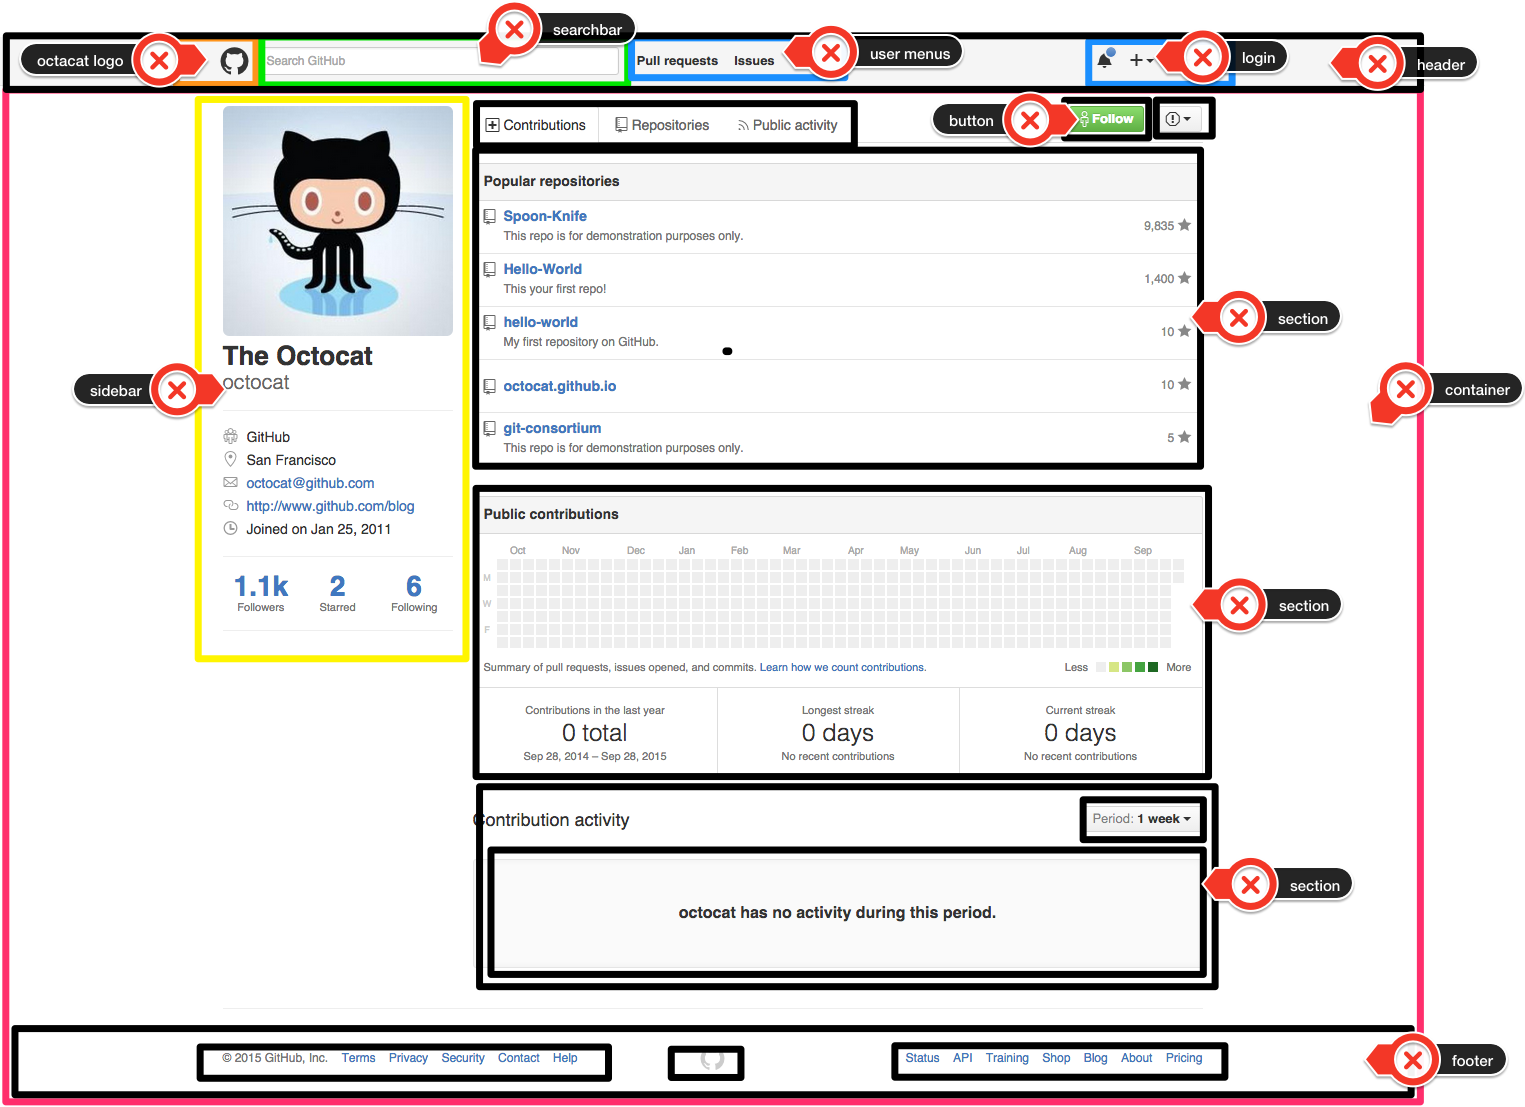 searchbar
octacat logo
Search GitHub
Pull requests
Issues
user menus
login
header
Contributions
Repositories
Public activity
button
Follow
Popular repositories
Spoon-Knife
This repo is for demonstration purposes only.
9,835
Hello-World
This your first repo!
1,400
section
hello-world
My first repository on GitHub.
10
The Octocat
octocat
sidebar
octocat.github.io
10
container
git-consortium
This repo is for demonstration purposes only.
5
GitHub
San Francisco
octocat@github.com
http://www.github.com/blog
Joined on Jan 25, 2011
1.1k
Followers
2
Starred
6
Following
Public contributions
Oct Nov Dec Jan Feb Mar Apr May Jun Jul Aug Sep
M
W
F
section
Summary of pull requests, issues opened, and commits. Learn how we count contributions.
Less
More
Contributions in the last year
0 total
Sep 28, 2014 – Sep 28, 2015
Longest streak
0 days
No recent contributions
Current streak
0 days
No recent contributions
Contribution activity
Period: 1 week
octocat has no activity during this period.
section
© 2015 GitHub, Inc. Terms Privacy Security Contact Help
Status API Training Shop Blog About Pricing
footer